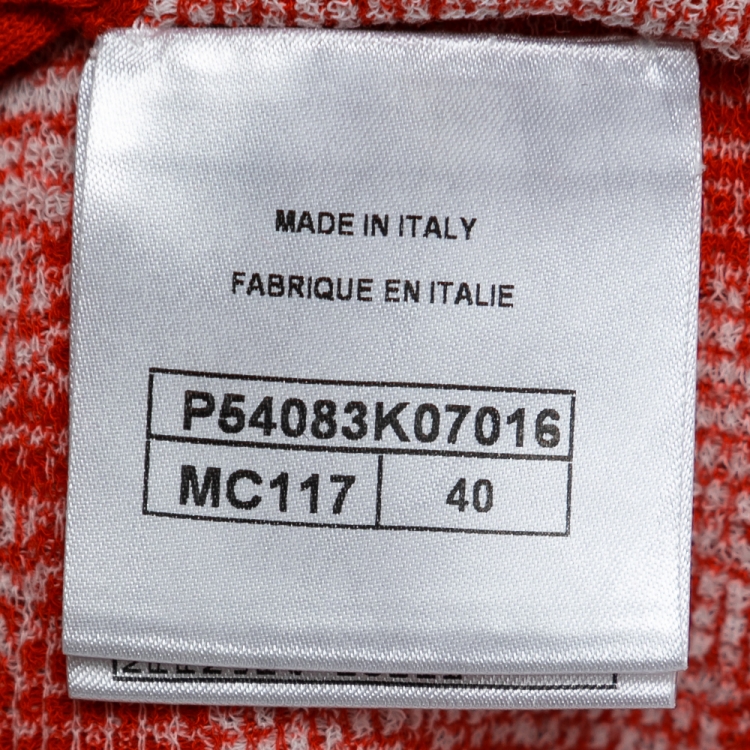 MADE IN ITALY
FABRIQUE EN ITALIE
P54083K07016
MC117 40